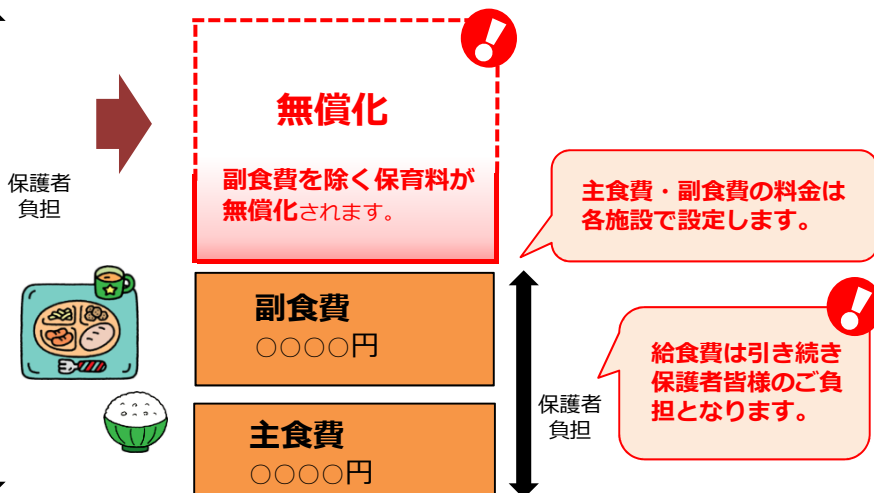 無償化
副食費を除く保育料が
無償化されます。
保護者
負担
主食費・副食費の料金は
各施設で設定します。
副食費
○○○○円
給食費は引き続き
保護者皆様のご負
担となります。
保護者
負担
主食費
○○○○円